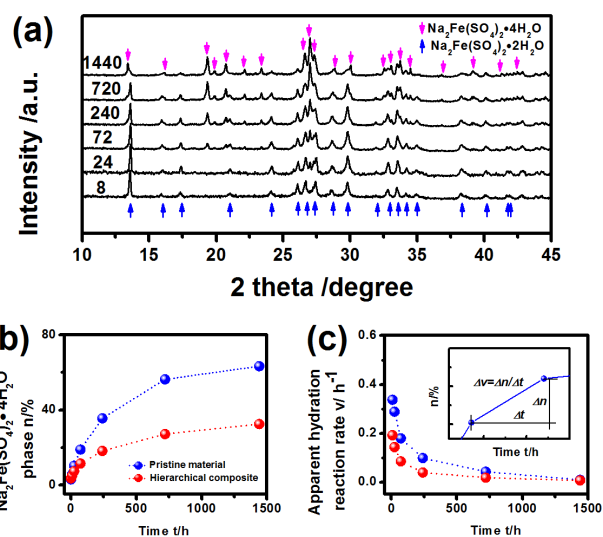 (a)
Na2Fe(SO4)2•4H2O
Na2Fe(SO4)2•2H2O
Intensity /a.u.
1440
720
240
72
24
8
10 15 20 25 30 35 40 45
2 theta /degree
b)
Na2Fe(SO4)2•4H2O
phase n/%
80
60
40
20
0
Pristine material
Hierarchical composite
0 500 1000 1500
Time t/h
(c)
Apparent hydration
reaction rate v/ h-1
0.6
0.4
0.2
0.0
n/%
Δv=Δn/Δt
Δn
Δt
Time t/h
0 500 1000 1500
Time t/h